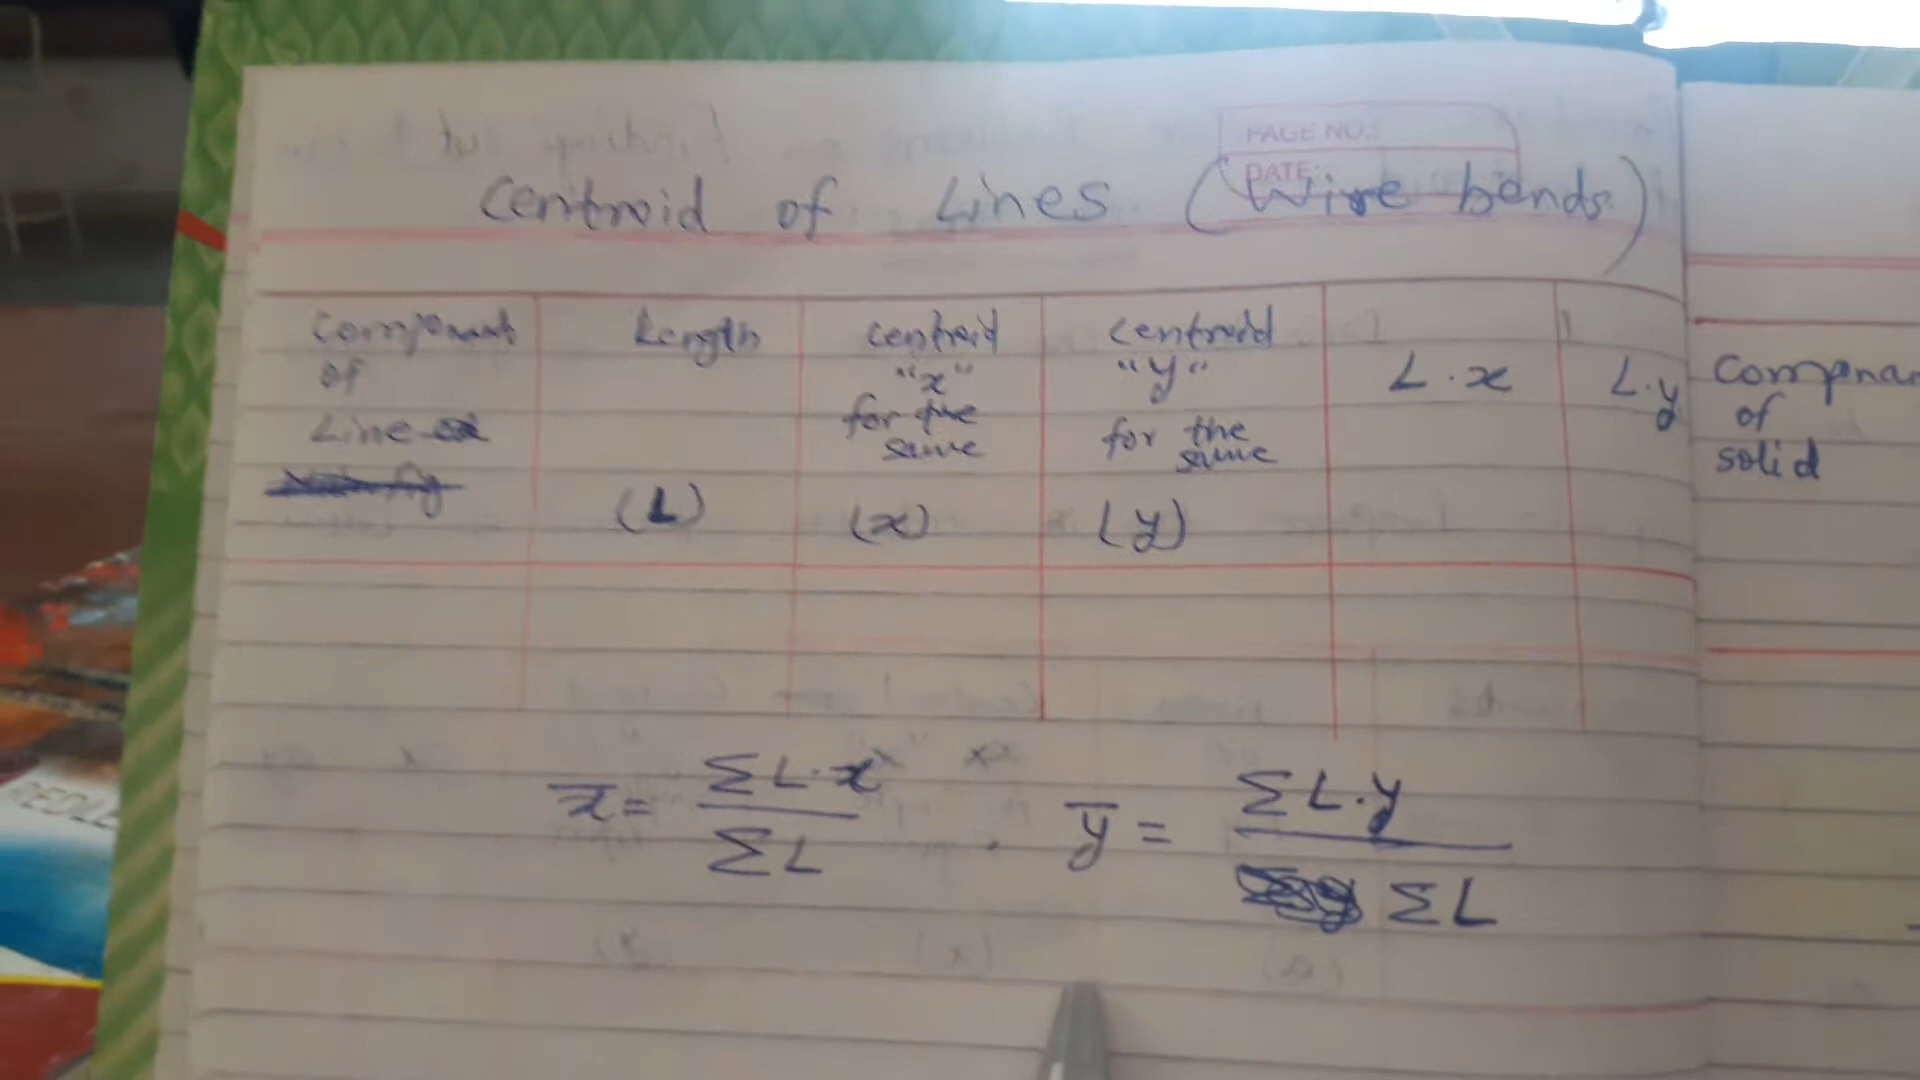 PAGE NO.:
DATE:
Centroid of Lines (Wire bends)
Component of Line
Length (L)
Centroid "x" for the same (x)
Centroid "y" for the same (y)
L.x
L.y
of
solid
x̄ = ΣL.x / ΣL
ȳ = ΣL.y / ΣL
REDLE